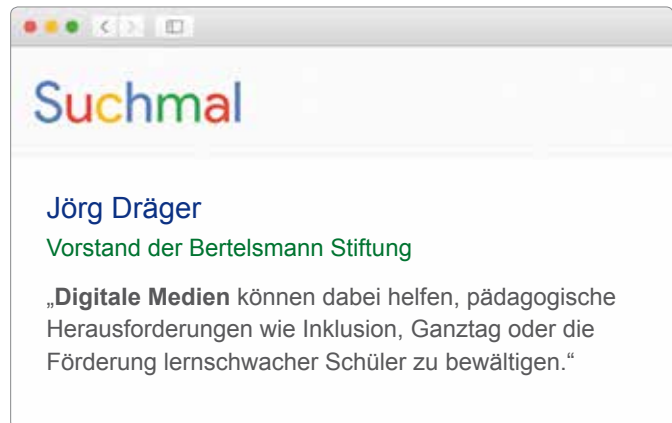 Suchmal
Jörg Dräger
Vorstand der Bertelsmann Stiftung
„Digitale Medien können dabei helfen, pädagogische
Herausforderungen wie Inklusion, Ganztag oder die
Förderung lernschwacher Schüler zu bewältigen.“